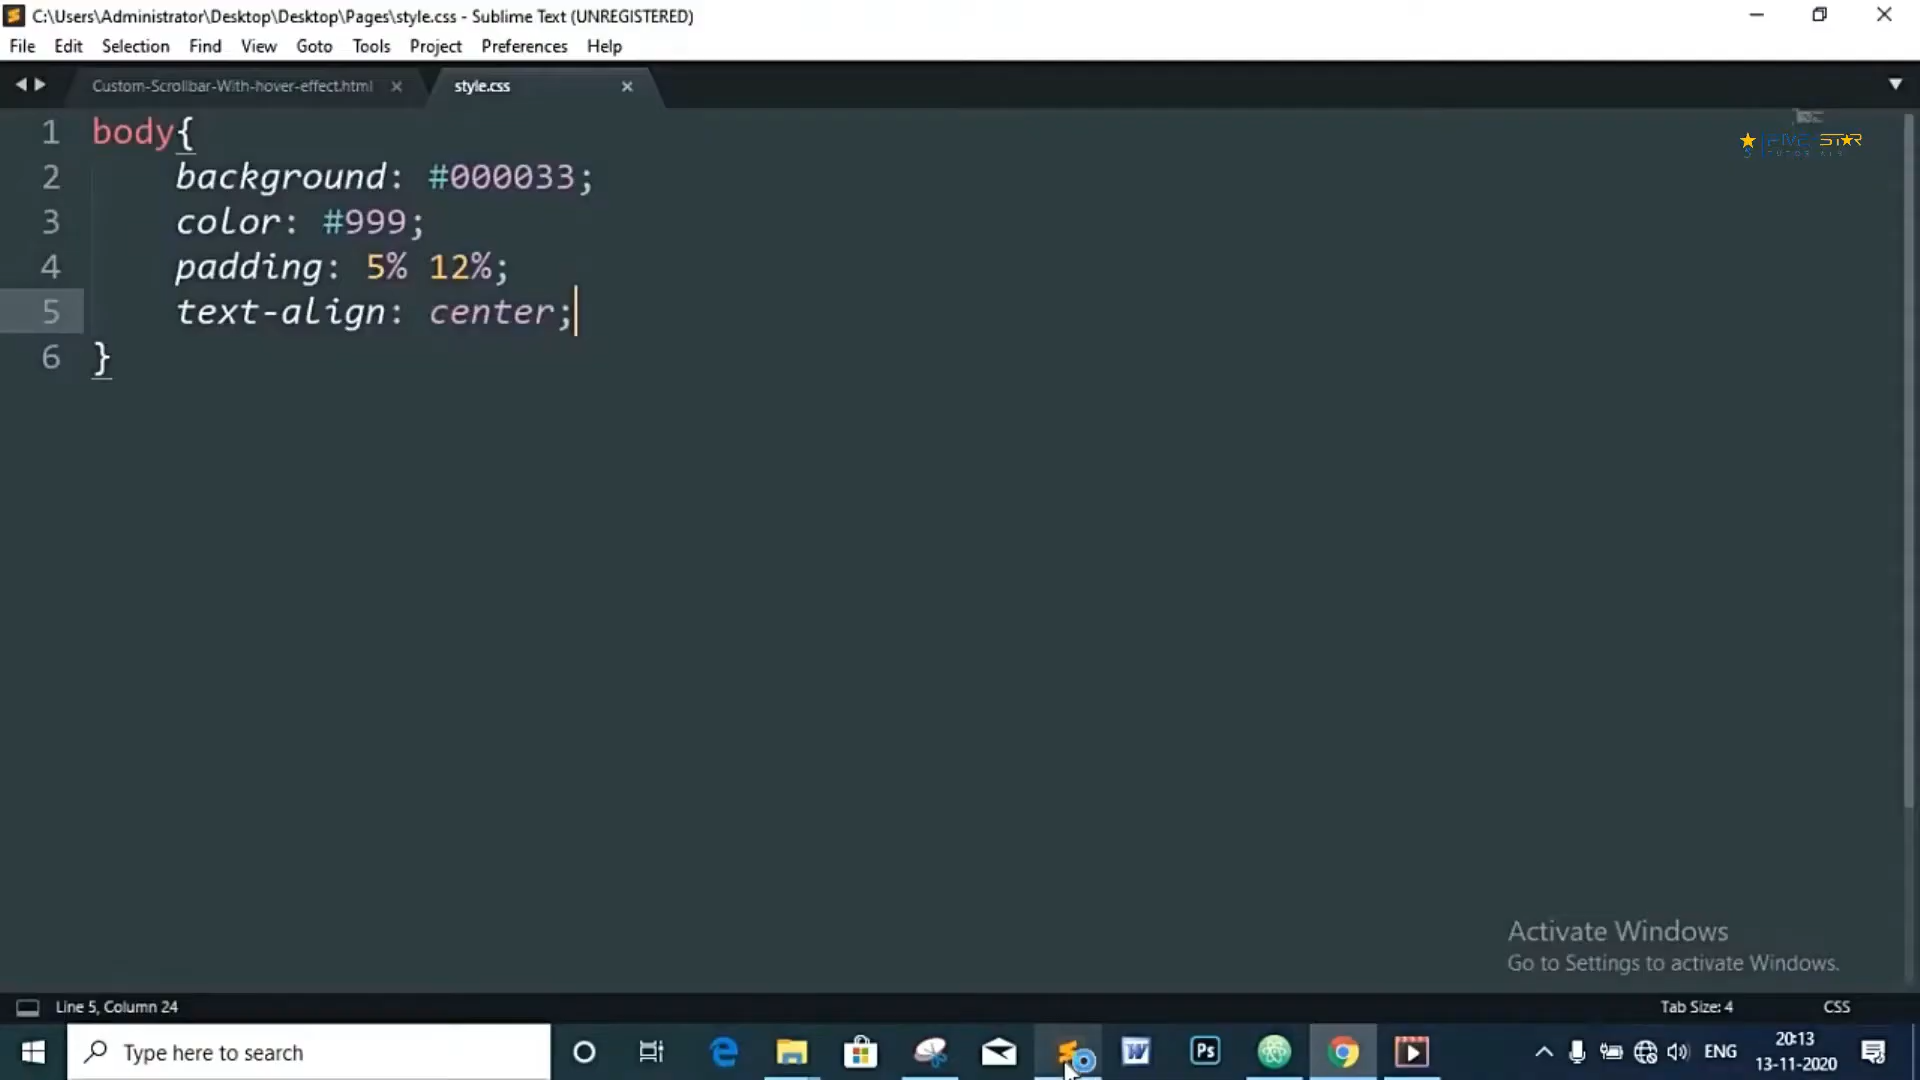 C:\Users\Administrator\Desktop\Desktop\Pages\style.css - Sublime Text (UNREGISTERED)
File Edit Selection Find View Goto Tools Project Preferences Help
Custom-Scrollbar-With-hover-effect.html style.css
1 body{
2 background: #000033;
3 color: #999;
4 padding: 5% 12%;
5 text-align: center;
6 }
STAR
Activate Windows
Go to Settings to activate Windows.
Line 5, Column 24 Tab Size: 4 CSS
Type here to search
W
Ps
ENG
20:13
13-11-2020